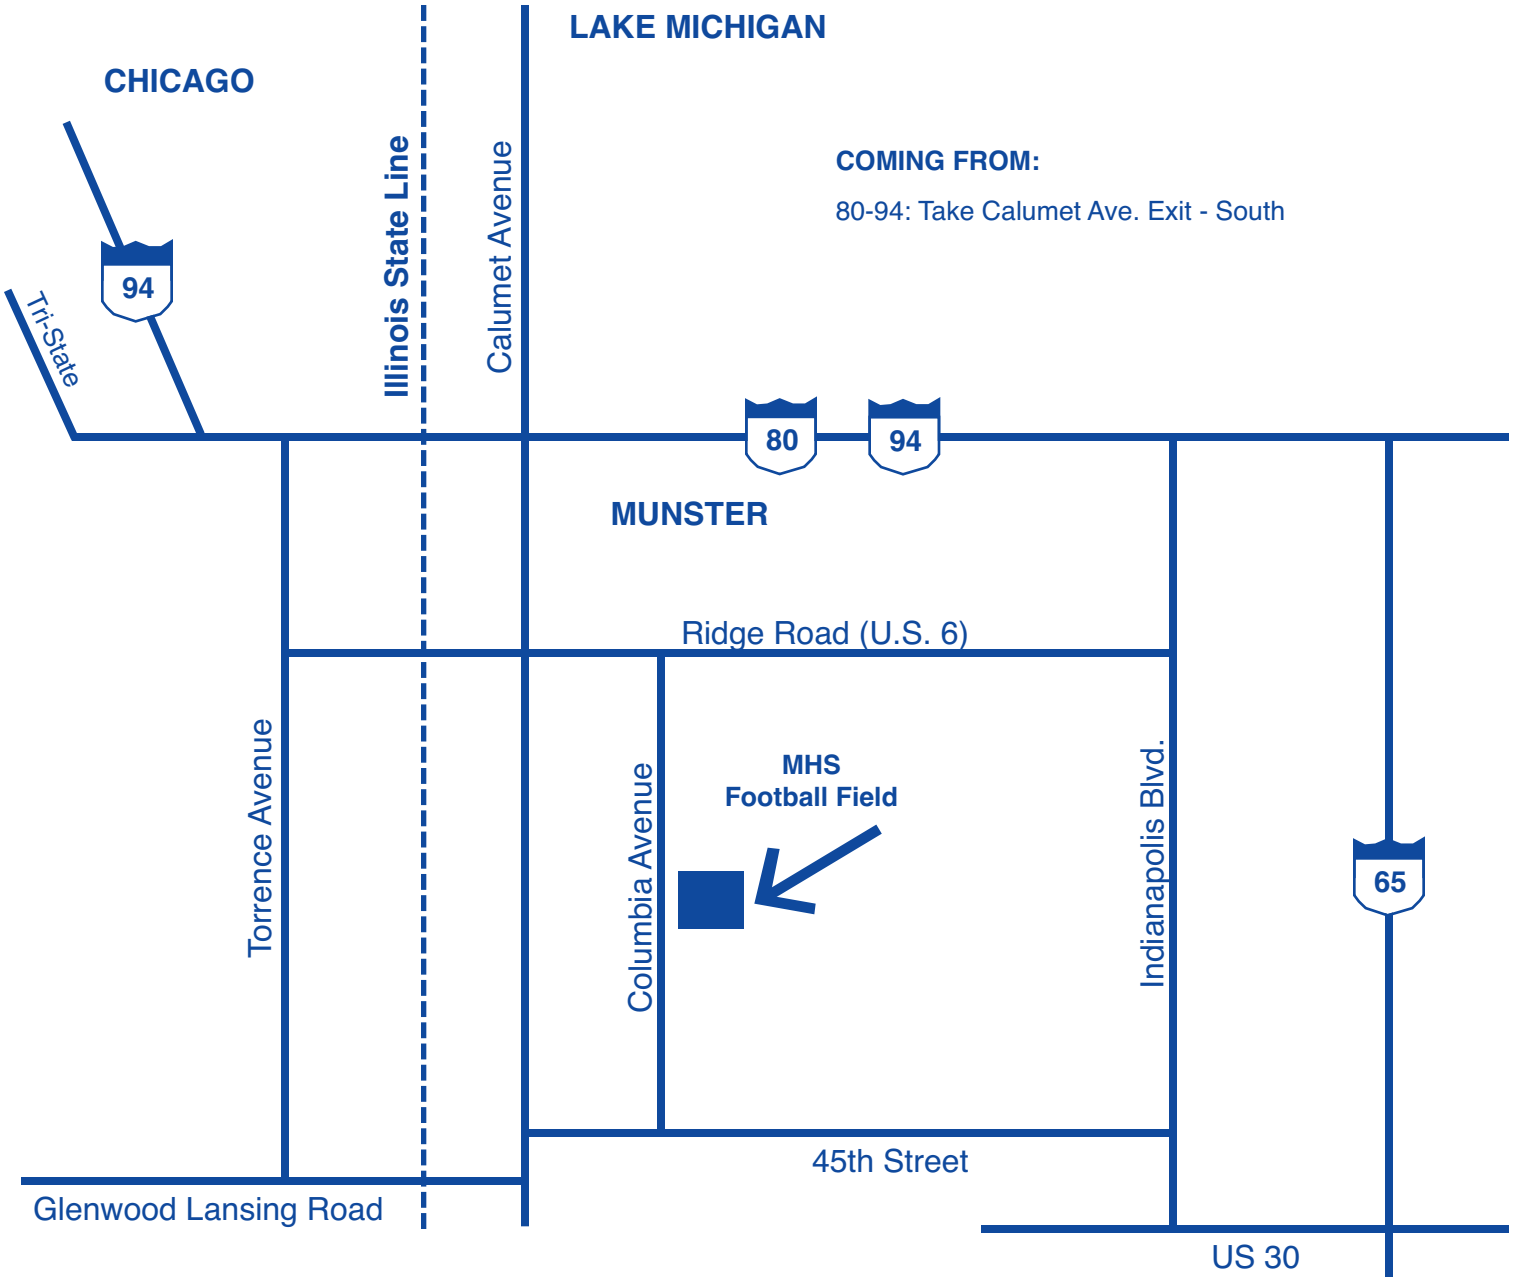 LAKE MICHIGAN
CHICAGO
Illinois State Line
Calumet Avenue
COMING FROM:
80-94: Take Calumet Ave. Exit - South
94
Tri-State
80
94
MUNSTER
Ridge Road (U.S. 6)
Torrence Avenue
Columbia Avenue
MHS
Football Field
Indianapolis Blvd.
65
45th Street
Glenwood Lansing Road
US 30